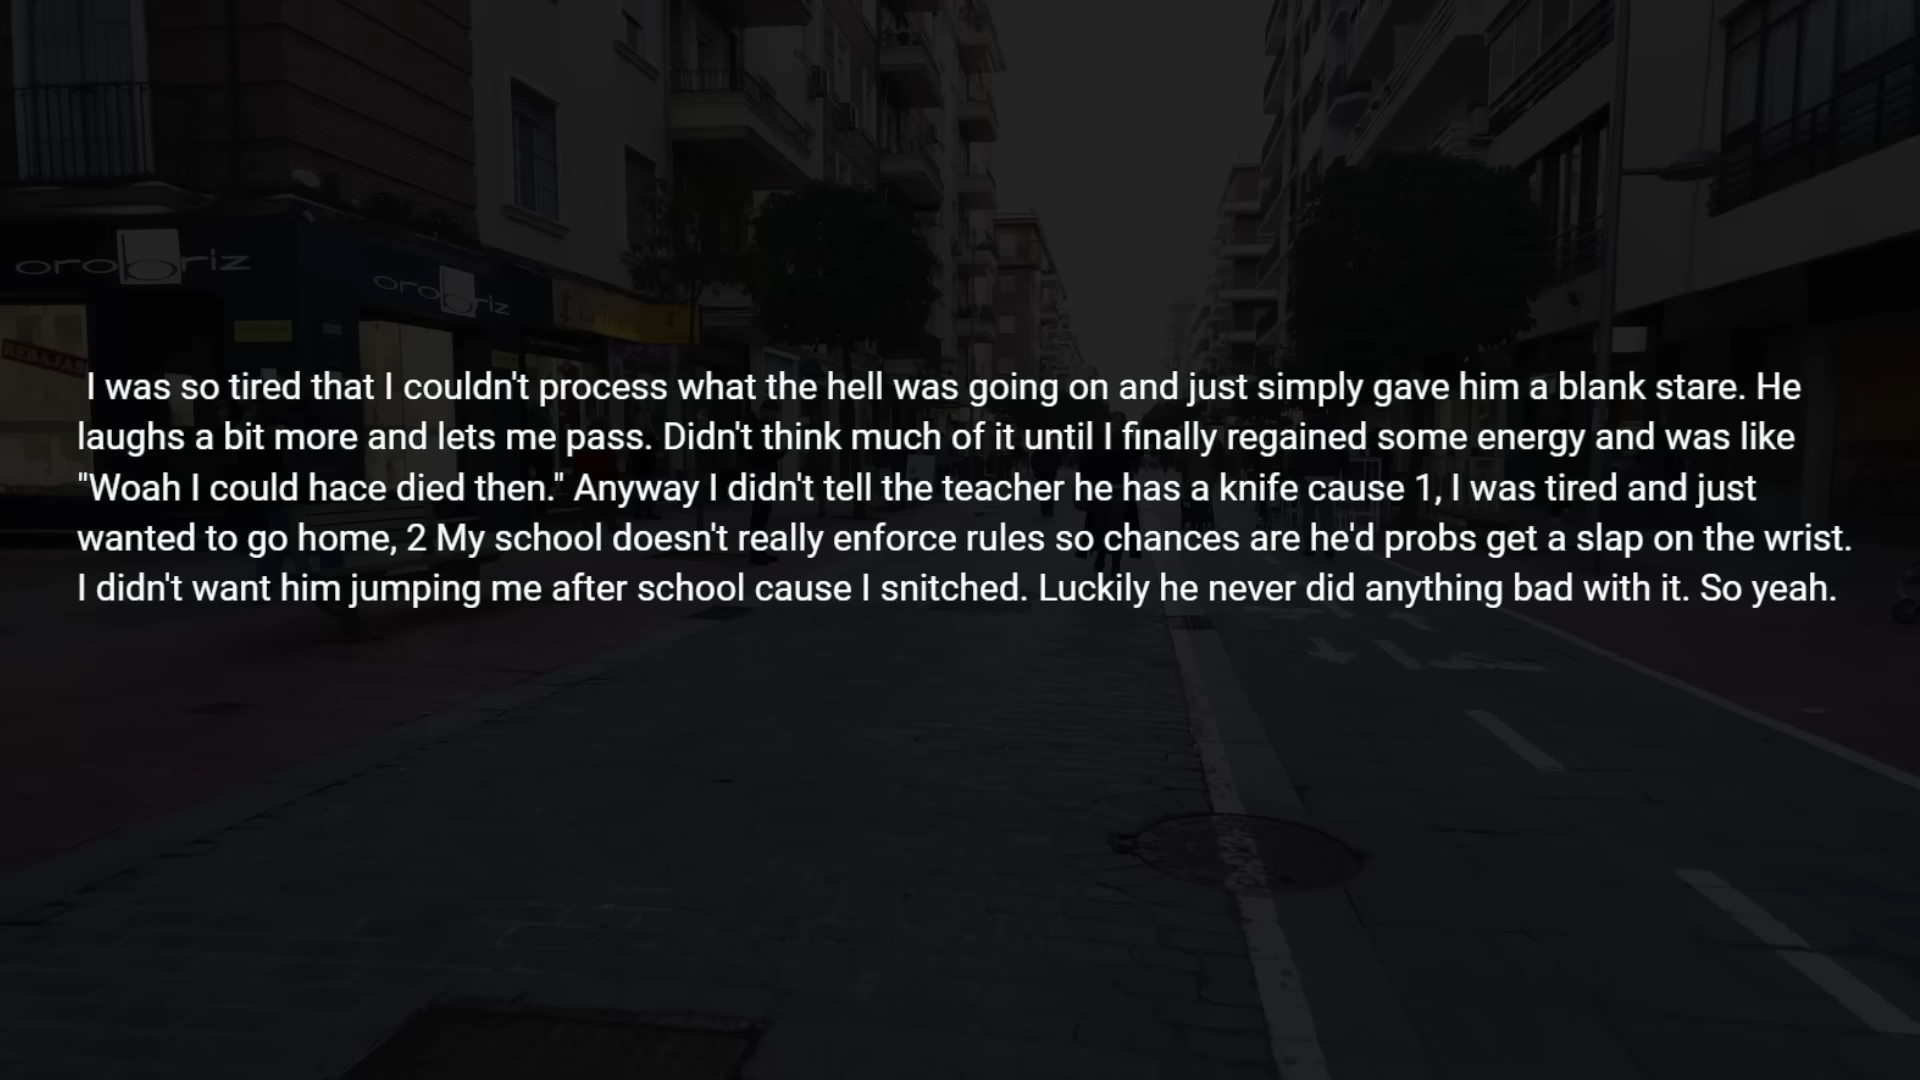 orobriz
orobriz
REBAJAS
I was so tired that I couldn't process what the hell was going on and just simply gave him a blank stare. He
laughs a bit more and lets me pass. Didn't think much of it until I finally regained some energy and was like
"Woah I could hace died then." Anyway I didn't tell the teacher he has a knife cause 1, I was tired and just
wanted to go home, 2 My school doesn't really enforce rules so chances are he'd probs get a slap on the wrist.
I didn't want him jumping me after school cause I snitched. Luckily he never did anything bad with it. So yeah.